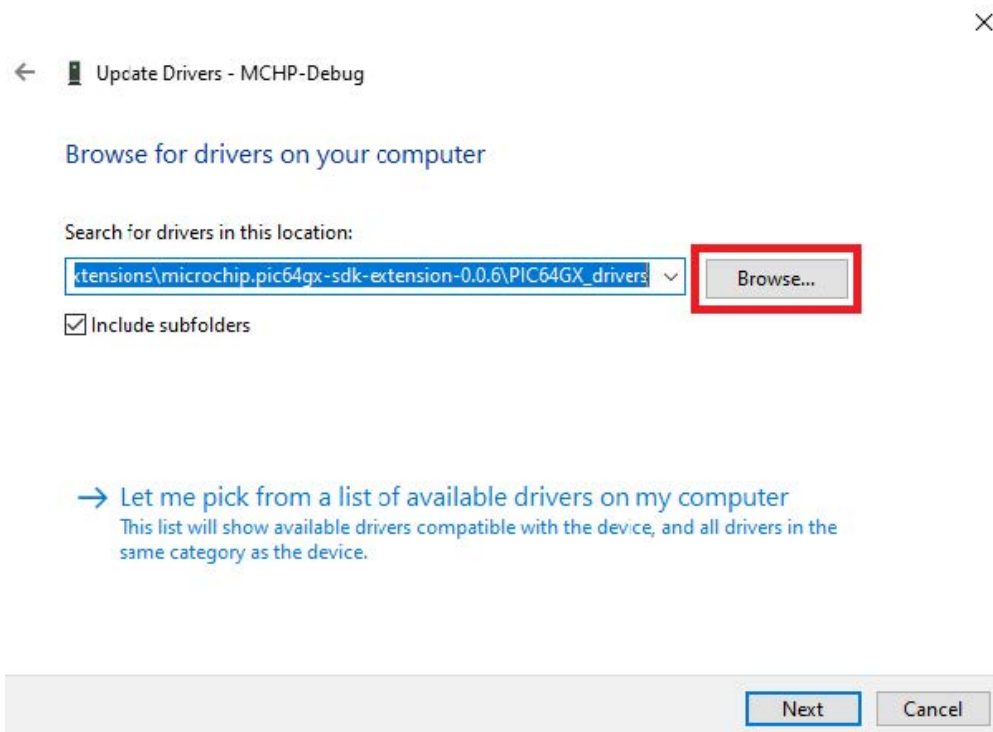 Update Drivers - MCHP-Debug
Browse for drivers on your computer
Search for drivers in this location:
xtensions\microchip.pic64gx-sdk-extension-0.0.6\PIC64GX_drivers
Browse...
Include subfolders
Let me pick from a list of available drivers on my computer
This list will show available drivers compatible with the device, and all drivers in the
same category as the device.
Next
Cancel